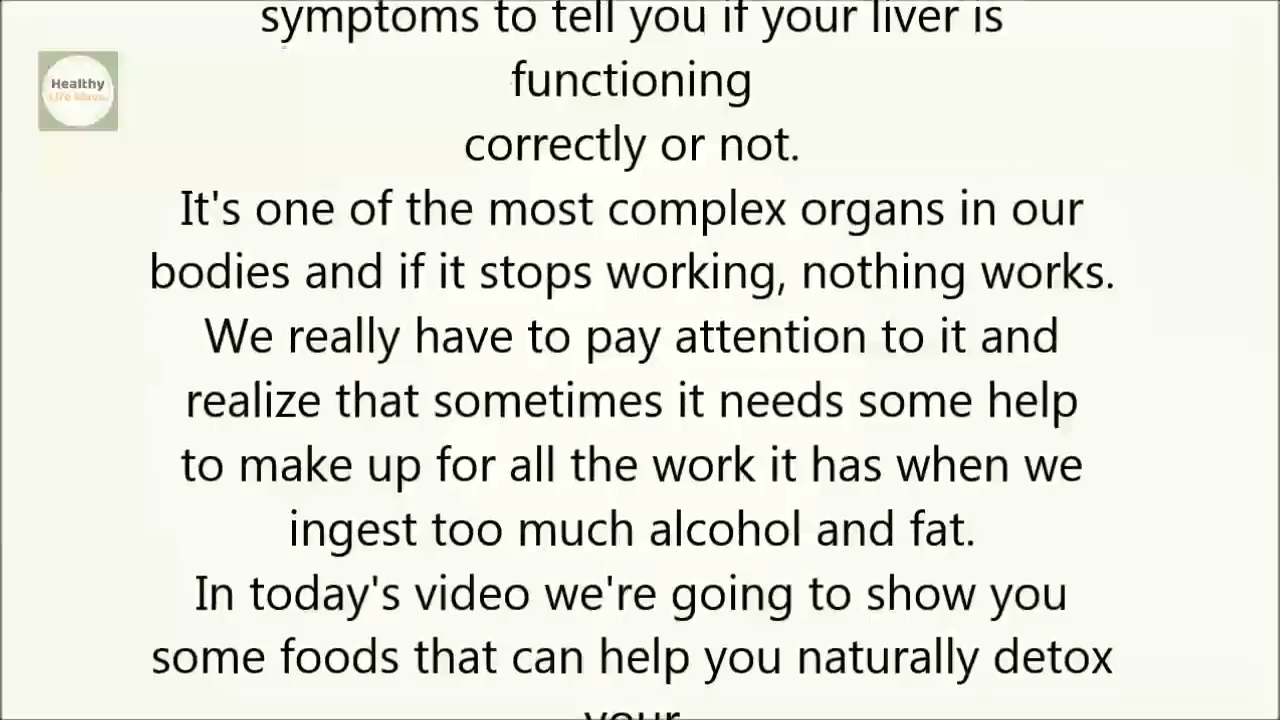 symptoms to tell you if your liver is
functioning
Healthy
correctly or not.
It's one of the most complex organs in our
bodies and if it stops working, nothing works.
We really have to pay attention to it and
realize that sometimes it needs some help
to make up for all the work it has when we
ingest too much alcohol and fat.
In today's video we're going to show you
some foods that can help you naturally detox
your